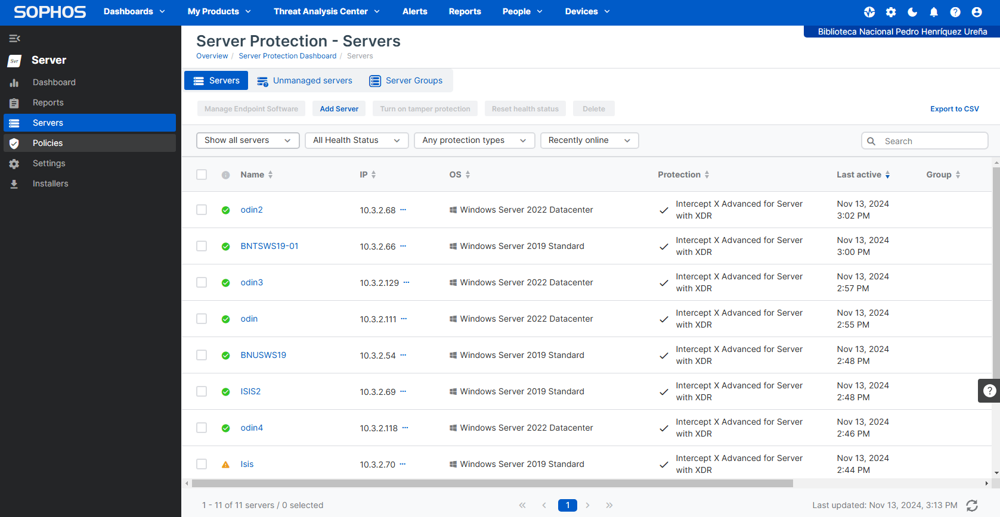 SOPHOS Dashboards My Products Threat Analysis Center Alerts Reports People Devices
Biblioteca Nacional Pedro Henríquez Ureña
Svr Server
Dashboard
Reports
Servers
Policies
Settings
Installers
Server Protection - Servers
Overview / Server Protection Dashboard / Servers
Servers Unmanaged servers Server Groups
Manage Endpoint Software Add Server Turn on tamper protection Reset health status Delete Export to CSV
Show all servers All Health Status Any protection types Recently online Search
Name IP OS Protection Last active Group
odin2 10.3.2.68 ··· Windows Server 2022 Datacenter Intercept X Advanced for Server Nov 13, 2024
with XDR 3:02 PM
BNTSWS19-01 10.3.2.66 ··· Windows Server 2019 Standard Intercept X Advanced for Server Nov 13, 2024
with XDR 3:00 PM
odin3 10.3.2.129 ··· Windows Server 2022 Datacenter Intercept X Advanced for Server Nov 13, 2024
with XDR 2:57 PM
odin 10.3.2.111 ··· Windows Server 2022 Datacenter Intercept X Advanced for Server Nov 13, 2024
with XDR 2:55 PM
BNUSWS19 10.3.2.54 ··· Windows Server 2019 Standard Intercept X Advanced for Server Nov 13, 2024
with XDR 2:48 PM
ISIS2 10.3.2.69 ··· Windows Server 2019 Standard Intercept X Advanced for Server Nov 13, 2024
with XDR 2:48 PM
odin4 10.3.2.118 ··· Windows Server 2022 Datacenter Intercept X Advanced for Server Nov 13, 2024
with XDR 2:46 PM
Isis 10.3.2.70 ··· Windows Server 2019 Standard Intercept X Advanced for Server Nov 13, 2024
with XDR 2:44 PM
1 - 11 of 11 servers / 0 selected « ‹ 1 › » Last updated: Nov 13, 2024, 3:13 PM